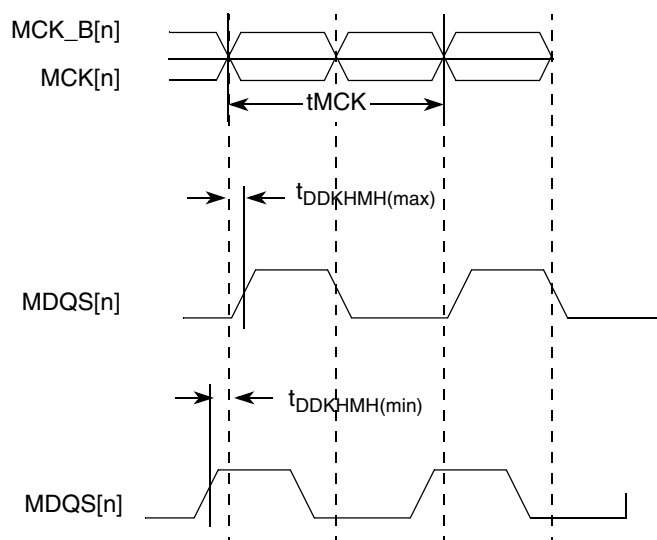 MCK_B[n]
MCK[n]
tMCK
tDDKHMH(max)
MDQS[n]
tDDKHMH(min)
MDQS[n]